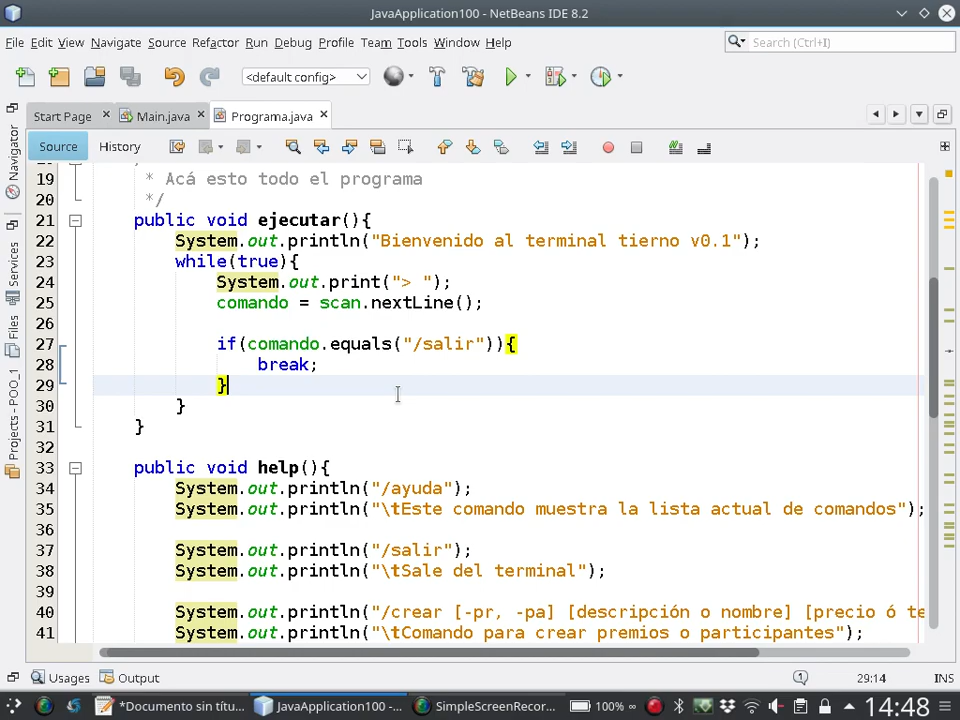 JavaApplication100 - NetBeans IDE 8.2
File Edit View Navigate Source Refactor Run Debug Profile Team Tools Window Help
Search (Ctrl+I)
<default config>
Start Page
Main.java
Programa.java
Source History
Navigator
Services
Files
Projects - POO_1
19 * Acá esto todo el programa
20 */
21 public void ejecutar(){
22 System.out.println("Bienvenido al terminal tierno v0.1");
23 while(true){
24 System.out.print("> ");
25 comando = scan.nextLine();
26
27 if(comando.equals("/salir")){
28 break;
29 }
30 }
31 }
32
33 public void help(){
34 System.out.println("/ayuda");
35 System.out.println("\tEste comando muestra la lista actual de comandos");
36
37 System.out.println("/salir");
38 System.out.println("\tSale del terminal");
39
40 System.out.println("/crear [-pr, -pa] [descripción o nombre] [precio ó te
41 System.out.println("\tComando para crear premios o participantes");
Usages Output
1
29:14 INS
*Documento sin títu...
JavaApplication100 -...
SimpleScreenRecor...
100%
14:48